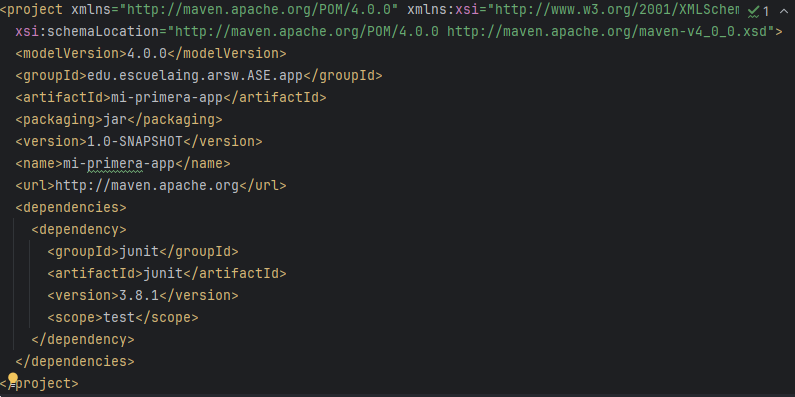 <project xmlns="http://maven.apache.org/POM/4.0.0" xmlns:xsi="http://www.w3.org/2001/XMLSchem 1
xsi:schemaLocation="http://maven.apache.org/POM/4.0.0 http://maven.apache.org/maven-v4_0_0.xsd">
<modelVersion>4.0.0</modelVersion>
<groupId>edu.escuelaing.arsw.ASE.app</groupId>
<artifactId>mi-primera-app</artifactId>
<packaging>jar</packaging>
<version>1.0-SNAPSHOT</version>
<name>mi-primera-app</name>
<url>http://maven.apache.org</url>
<dependencies>
<dependency>
<groupId>junit</groupId>
<artifactId>junit</artifactId>
<version>3.8.1</version>
<scope>test</scope>
</dependency>
</dependencies>
</project>